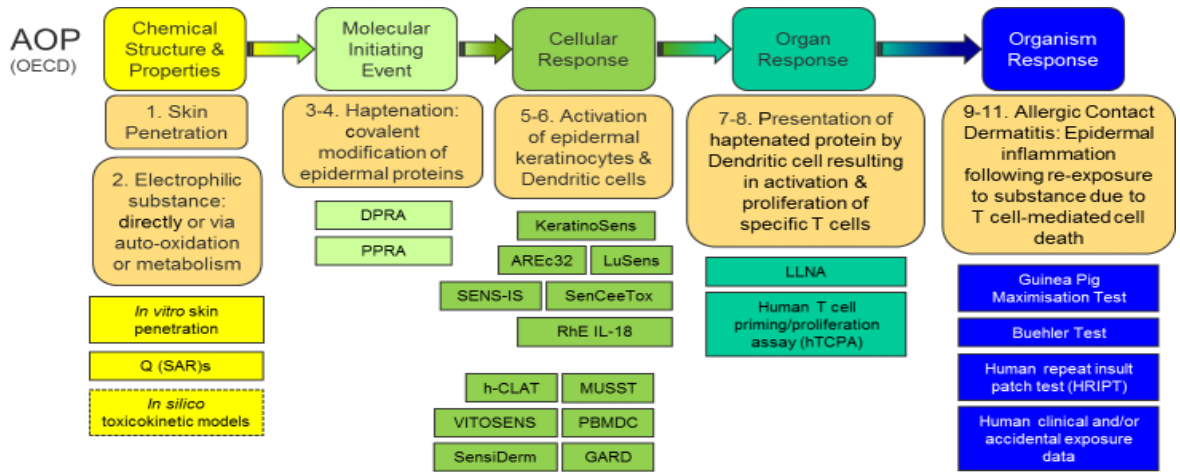 AOP
(OECD)
Chemical
Structure &
Properties
Molecular
Initiating
Event
Cellular
Response
Organ
Response
Organism
Response
1. Skin
Penetration
2. Electrophilic
substance:
directly or via
auto-oxidation
or metabolism
3-4. Haptenation:
covalent
modification of
epidermal proteins
5-6. Activation
of epidermal
keratinocytes &
Dendritic cells
7-8. Presentation of
haptenated protein by
Dendritic cell resulting
in activation &
proliferation of
specific T cells
9-11. Allergic Contact
Dermatitis: Epidermal
inflammation
following re-exposure
to substance due to
T cell-mediated cell
death
In vitro skin
penetration
Q (SAR)s
In silico
toxicokinetic models
DPRA
PPRA
KeratinoSens
AREc32
LuSens
SENS-IS
SenCeeTox
RhE IL-18
h-CLAT
MUSST
VITOSENS
PBMDC
SensiDerm
GARD
LLNA
Human T cell
priming/proliferation
assay (hTCPA)
Guinea Pig
Maximisation Test
Buehler Test
Human repeat insult
patch test (HRIPT)
Human clinical and/or
accidental exposure
data